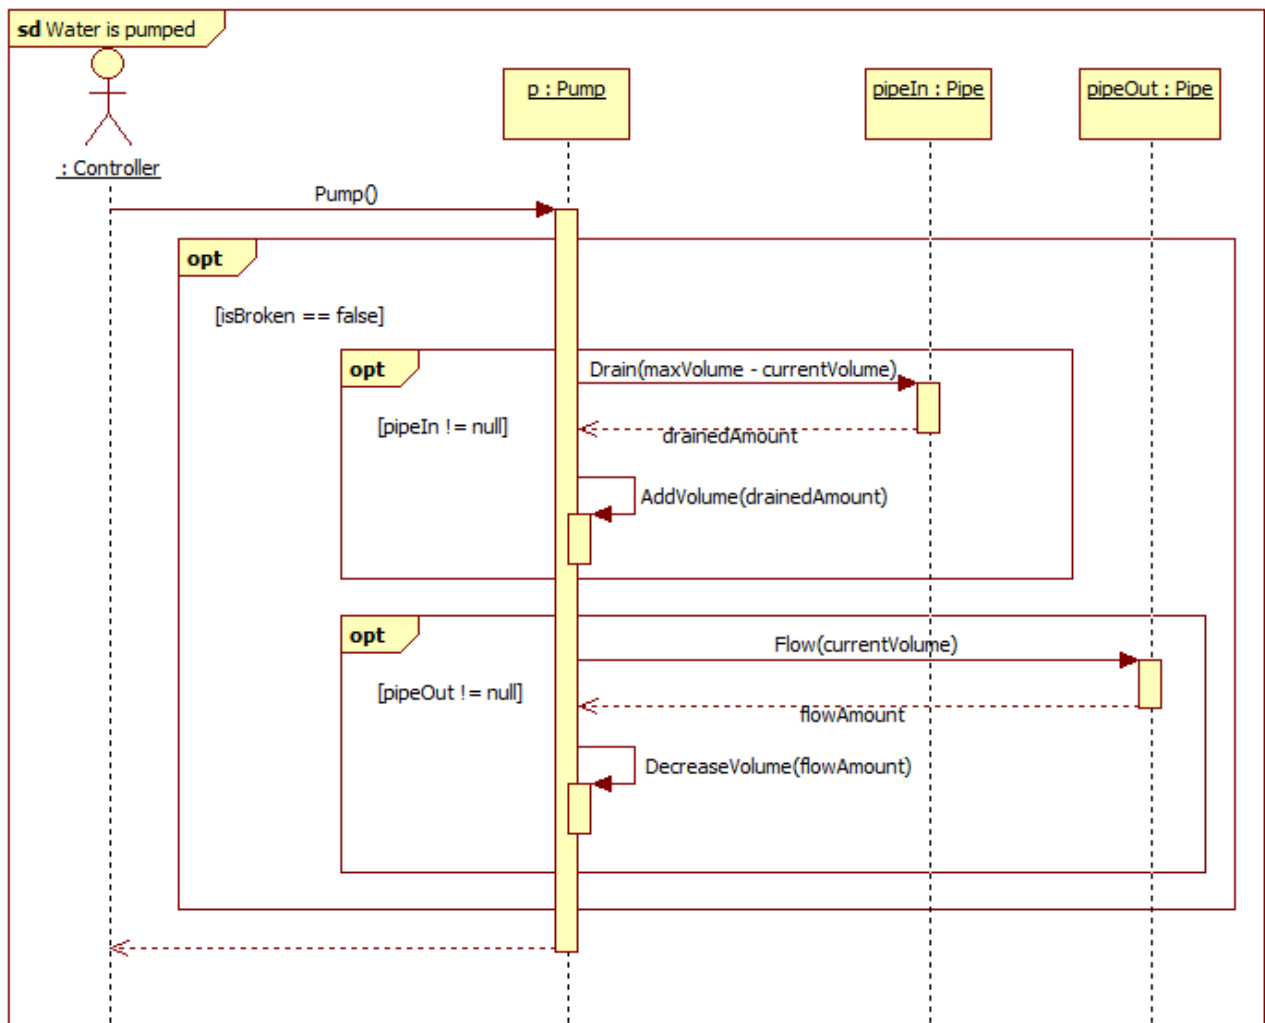 sd Water is pumped
: Controller
p : Pump
pipeIn : Pipe
pipeOut : Pipe
Pump()
opt
[isBroken == false]
opt
Drain(maxVolume - currentVolume)
[pipeIn != null]
drainedAmount
AddVolume(drainedAmount)
opt
Flow(currentVolume)
[pipeOut != null]
flowAmount
DecreaseVolume(flowAmount)